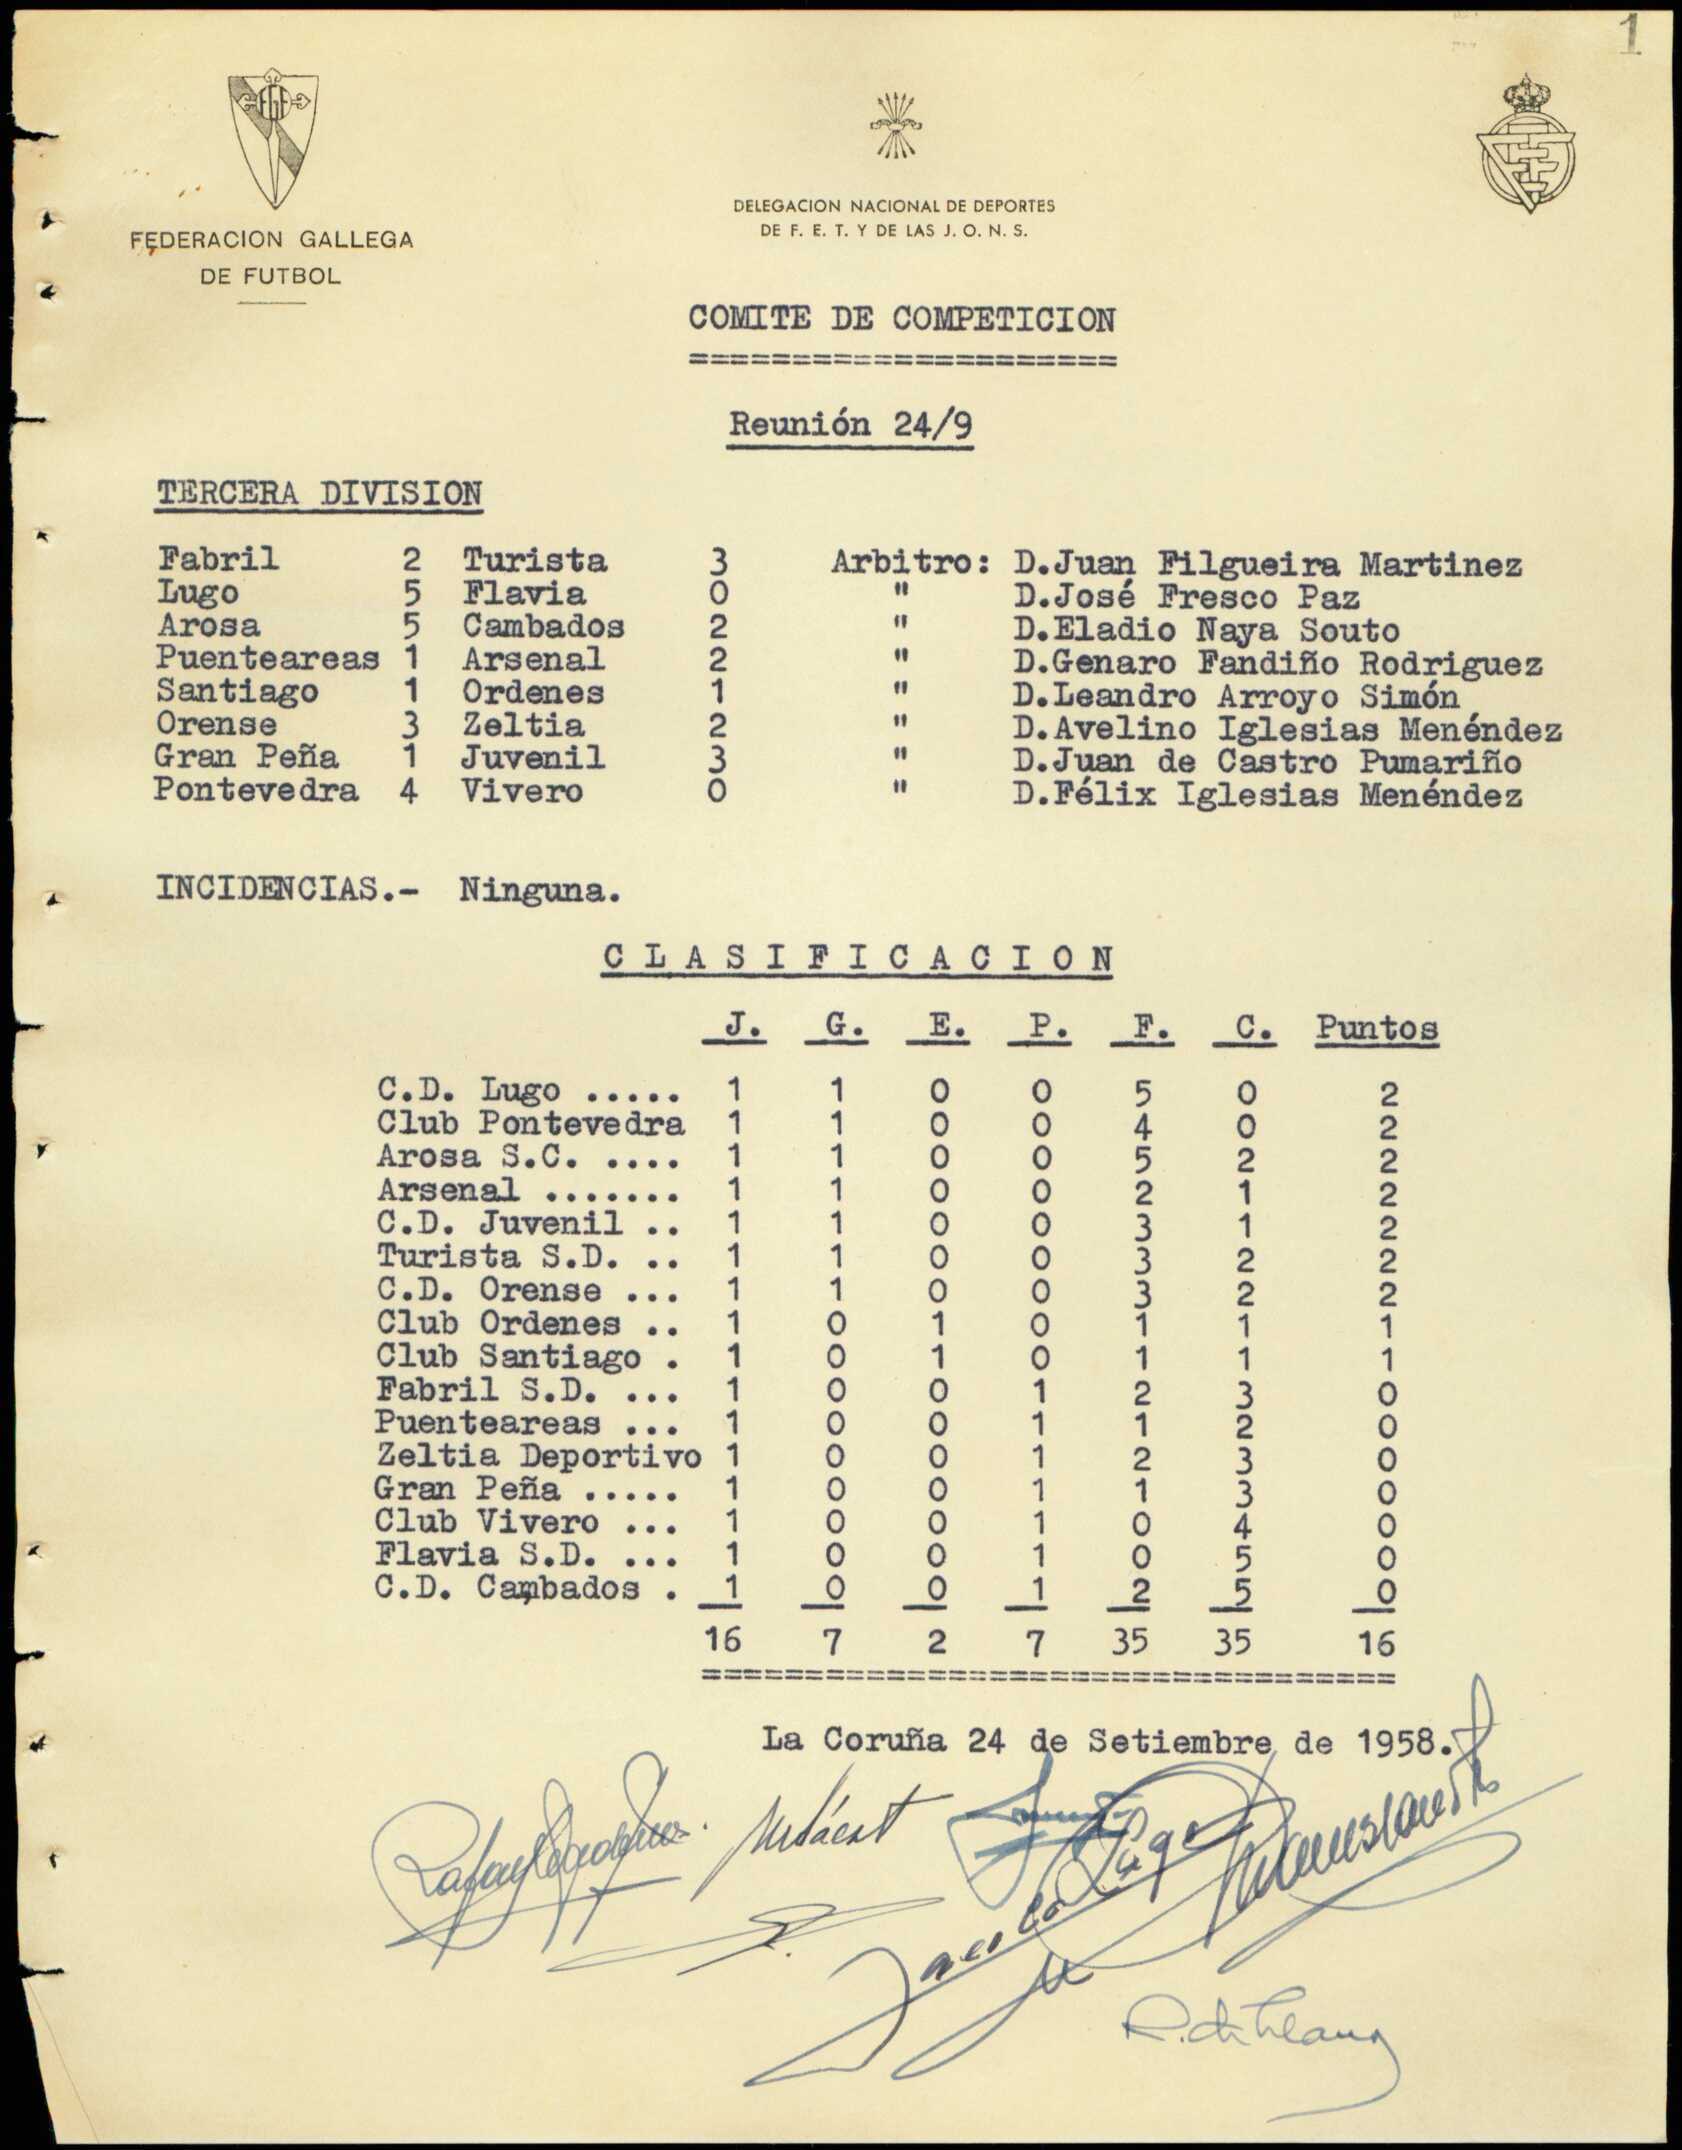 1
FGF
FEDERACION GALLEGA
DE FUTBOL
DELEGACION NACIONAL DE DEPORTES
DE F. E. T. Y DE LAS J. O. N. S.
COMITE DE COMPETICION
=====================
Reunión 24/9
TERCERA DIVISION
Fabril 2 Turista 3 Arbitro: D.Juan Filgueira Martinez
Lugo 5 Flavia 0 " D.José Fresco Paz
Arosa 5 Cambados 2 " D.Eladio Naya Souto
Puenteareas 1 Arsenal 2 " D.Genaro Fandiño Rodriguez
Santiago 1 Ordenes 1 " D.Leandro Arroyo Simón
Orense 3 Zeltia 2 " D.Avelino Iglesias Menéndez
Gran Peña 1 Juvenil 3 " D.Juan de Castro Pumariño
Pontevedra 4 Vivero 0 " D.Félix Iglesias Menéndez
INCIDENCIAS.- Ninguna.
C L A S I F I C A C I O N
J. G. E. P. F. C. Puntos
C.D. Lugo ..... 1 1 0 0 5 0 2
Club Pontevedra 1 1 0 0 4 0 2
Arosa S.C. .... 1 1 0 0 5 2 2
Arsenal ....... 1 1 0 0 2 1 2
C.D. Juvenil .. 1 1 0 0 3 1 2
Turista S.D. .. 1 1 0 0 3 2 2
C.D. Orense ... 1 1 0 0 3 2 2
Club Ordenes .. 1 0 1 0 1 1 1
Club Santiago . 1 0 1 0 1 1 1
Fabril S.D. ... 1 0 0 1 2 3 0
Puenteareas ... 1 0 0 1 1 2 0
Zeltia Deportivo 1 0 0 1 2 3 0
Gran Peña ..... 1 0 0 1 1 3 0
Club Vivero ... 1 0 0 1 0 4 0
Flavia S.D. ... 1 0 0 1 0 5 0
C.D. Cambados . 1 0 0 1 2 5 0
16 7 2 7 35 35 16
==================================
La Coruña 24 de Setiembre de 1958.